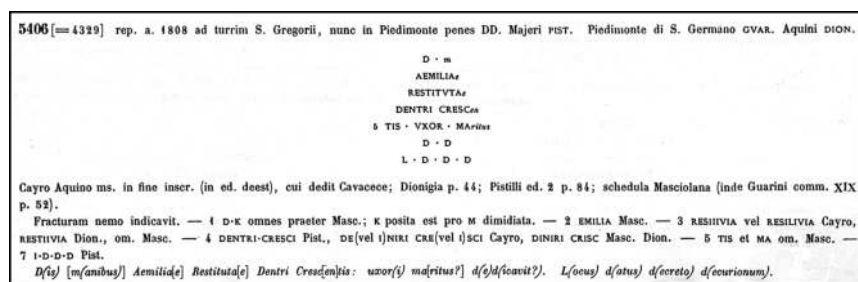 5406 [= 4329] rep. a. 1808 ad turrim S. Gregorii, nunc in Piedimonte penes DD. Majeri PIST. Piedimonte di S. Germano GVAR. Aquini DION.
D · m
AEMILIAe
RESTITVTAe
DENTRI CRESCen
5 TIS · VXOR · MAritus
D · D
L · D · D · D
Cayro Aquino ms. in fine inscr. (in ed. deest), cui dedit Cavacece; Dionigia p. 44; Pistilli ed. 2 p. 84; schedula Masciolana (inde Guarini comm. XIX
p. 52).
Fracturam nemo indicavit. — 1 D·K omnes praeter Masc.; K posita est pro M dimidiata. — 2 EMILIA Masc. — 3 RESIIIVIA vel RESILIVIA Cayro,
RESTIIVIA Dion., om. Masc. — 4 DENTRI·CRESCI Pist., DE(vel I)NIRI CRE(vel I)SCI Cayro, DINIRI CRISC Masc. Dion. — 5 TIS et MA om. Masc. —
7 I·D·D·D Pist.
D(is) [m(anibus)] Aemilia[e] Restituta[e] Dentri Cresc[en]tis: uxor(i) ma[ritus?] d(e)d(icavit?). L(ocus) d(atus) d(ecreto) d(ecurionum).